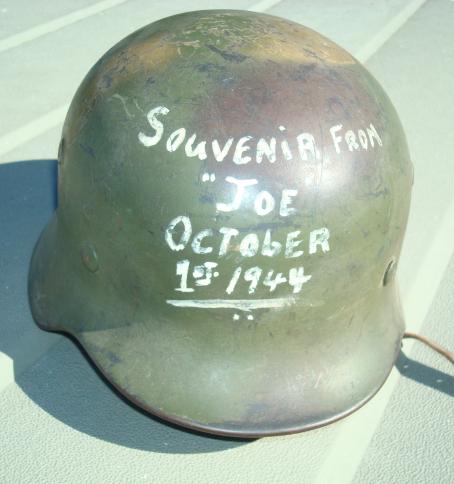 SOUVENIR FROM
"JOE
OCTOBER
1ST 1944